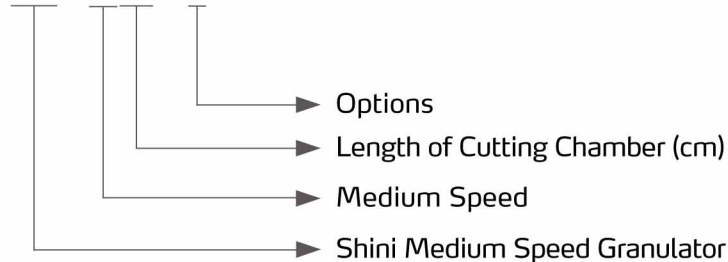 Options
Length of Cutting Chamber (cm)
Medium Speed
Shini Medium Speed Granulator